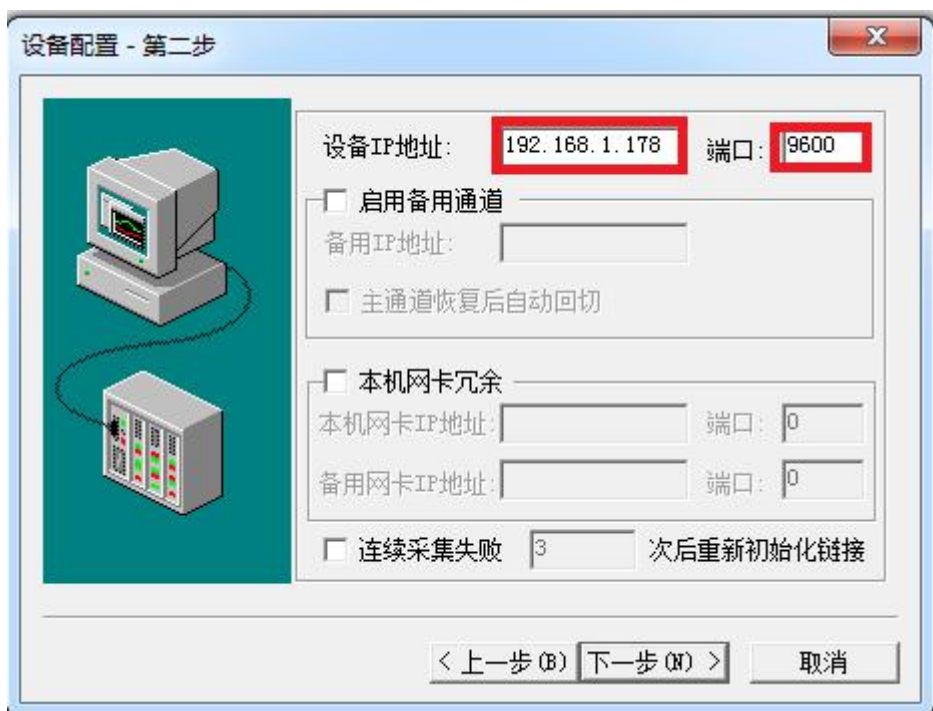 设备配置 - 第二步
设备IP地址: 192.168.1.178 端口: 9600
启用备用通道
备用IP地址:
主通道恢复后自动回切
本机网卡冗余
本机网卡IP地址: 端口: 0
备用网卡IP地址: 端口: 0
连续采集失败 3 次后重新初始化链接
< 上一步(B) 下一步(N) > 取消